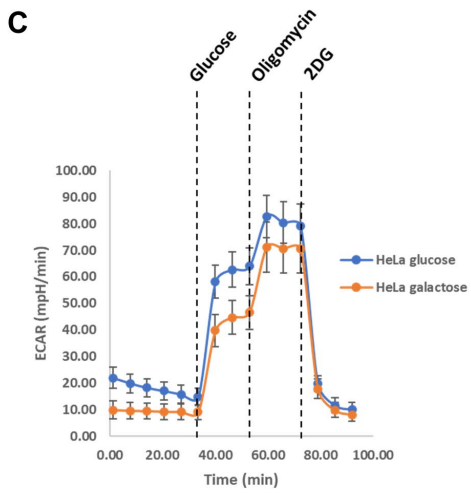 C
Glucose
Oligomycin
2DG
100.00
90.00
80.00
70.00
60.00
50.00
40.00
30.00
20.00
10.00
0.00
ECAR (mpH/min)
HeLa glucose
HeLa galactose
0.00 20.00 40.00 60.00 80.00 100.00
Time (min)